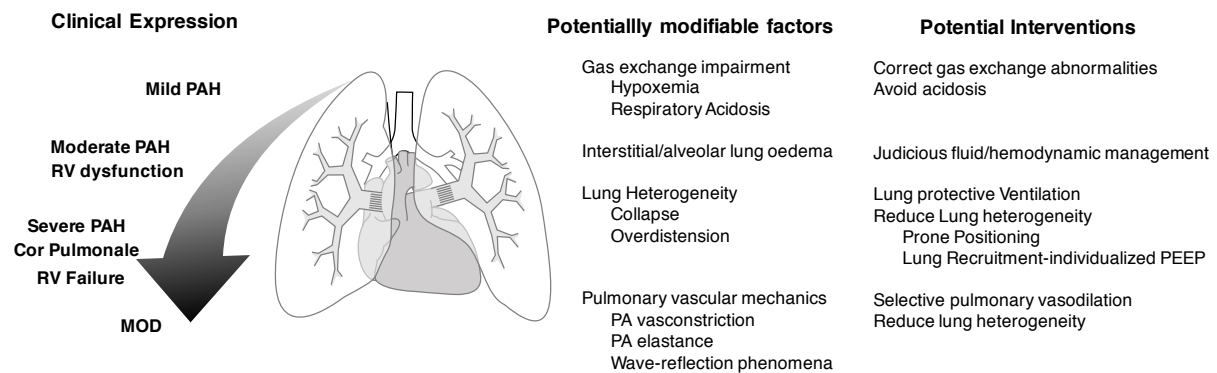 Clinical Expression
Mild PAH
Moderate PAH
RV dysfunction
Severe PAH
Cor Pulmonale
RV Failure
MOD
Potentiallly modifiable factors
Gas exchange impairment
Hypoxemia
Respiratory Acidosis
Interstitial/alveolar lung oedema
Lung Heterogeneity
Collapse
Overdistension
Pulmonary vascular mechanics
PA vasconstriction
PA elastance
Wave-reflection phenomena
Potential Interventions
Correct gas exchange abnormalities
Avoid acidosis
Judicious fluid/hemodynamic management
Lung protective Ventilation
Reduce Lung heterogeneity
Prone Positioning
Lung Recruitment-individualized PEEP
Selective pulmonary vasodilation
Reduce lung heterogeneity